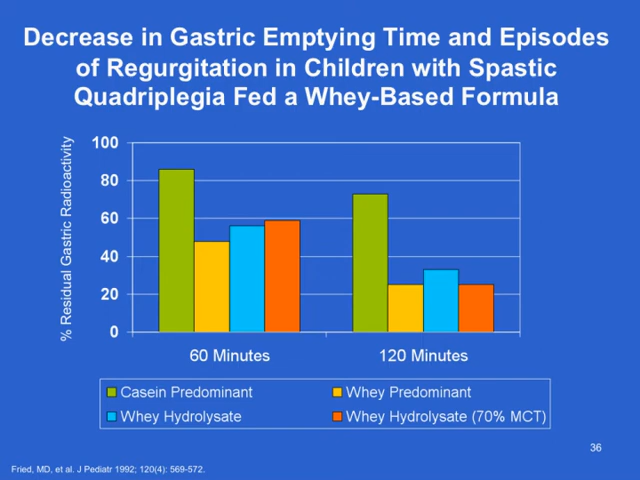 Decrease in Gastric Emptying Time and Episodes
of Regurgitation in Children with Spastic
Quadriplegia Fed a Whey-Based Formula
% Residual Gastric Radioactivity
100
80
60
40
20
0
60 Minutes 120 Minutes
Casein Predominant Whey Predominant
Whey Hydrolysate Whey Hydrolysate (70% MCT)
36
Fried, MD, et al. J Pediatr 1992; 120(4): 569-572.